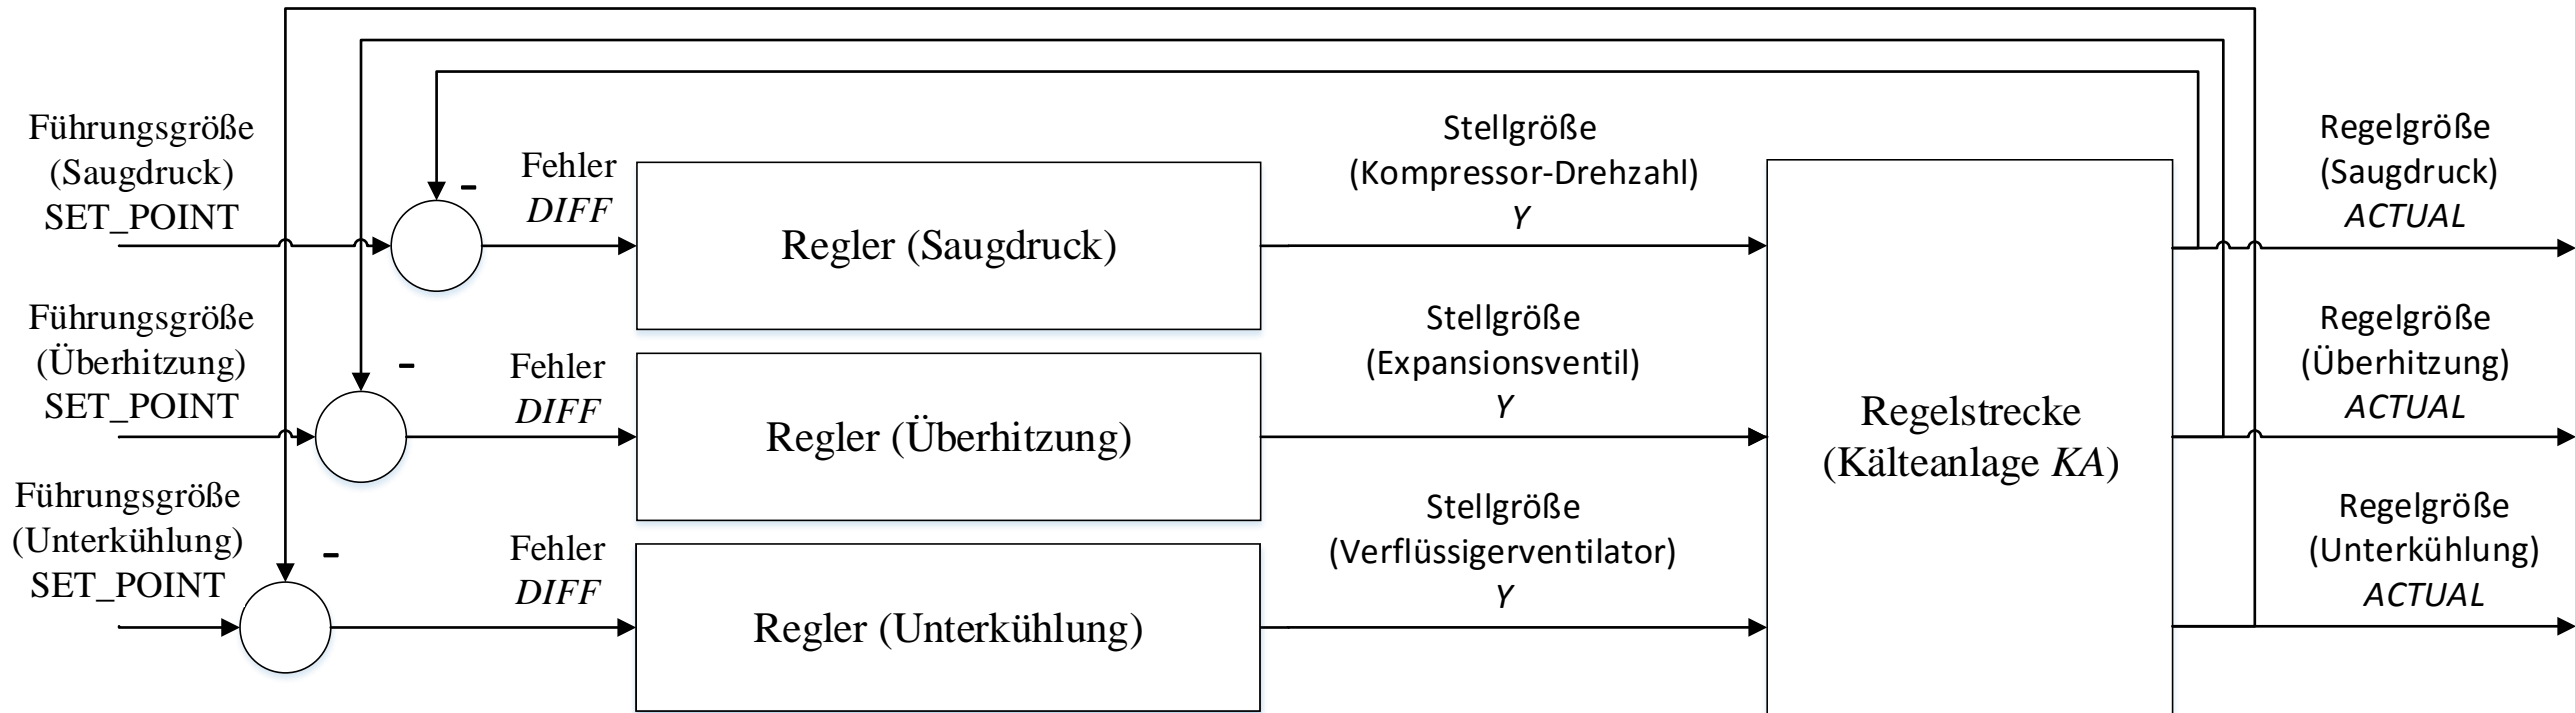 Führungsgröße
(Saugdruck)
SET_POINT
-
Fehler
DIFF
Regler (Saugdruck)
Stellgröße
(Kompressor-Drehzahl)
Y
Regelgröße
(Saugdruck)
ACTUAL
Führungsgröße
(Überhitzung)
SET_POINT
-
Fehler
DIFF
Regler (Überhitzung)
Stellgröße
(Expansionsventil)
Y
Regelstrecke
(Kälteanlage KA)
Regelgröße
(Überhitzung)
ACTUAL
Führungsgröße
(Unterkühlung)
SET_POINT
-
Fehler
DIFF
Regler (Unterkühlung)
Stellgröße
(Verflüssigerventilator)
Y
Regelgröße
(Unterkühlung)
ACTUAL